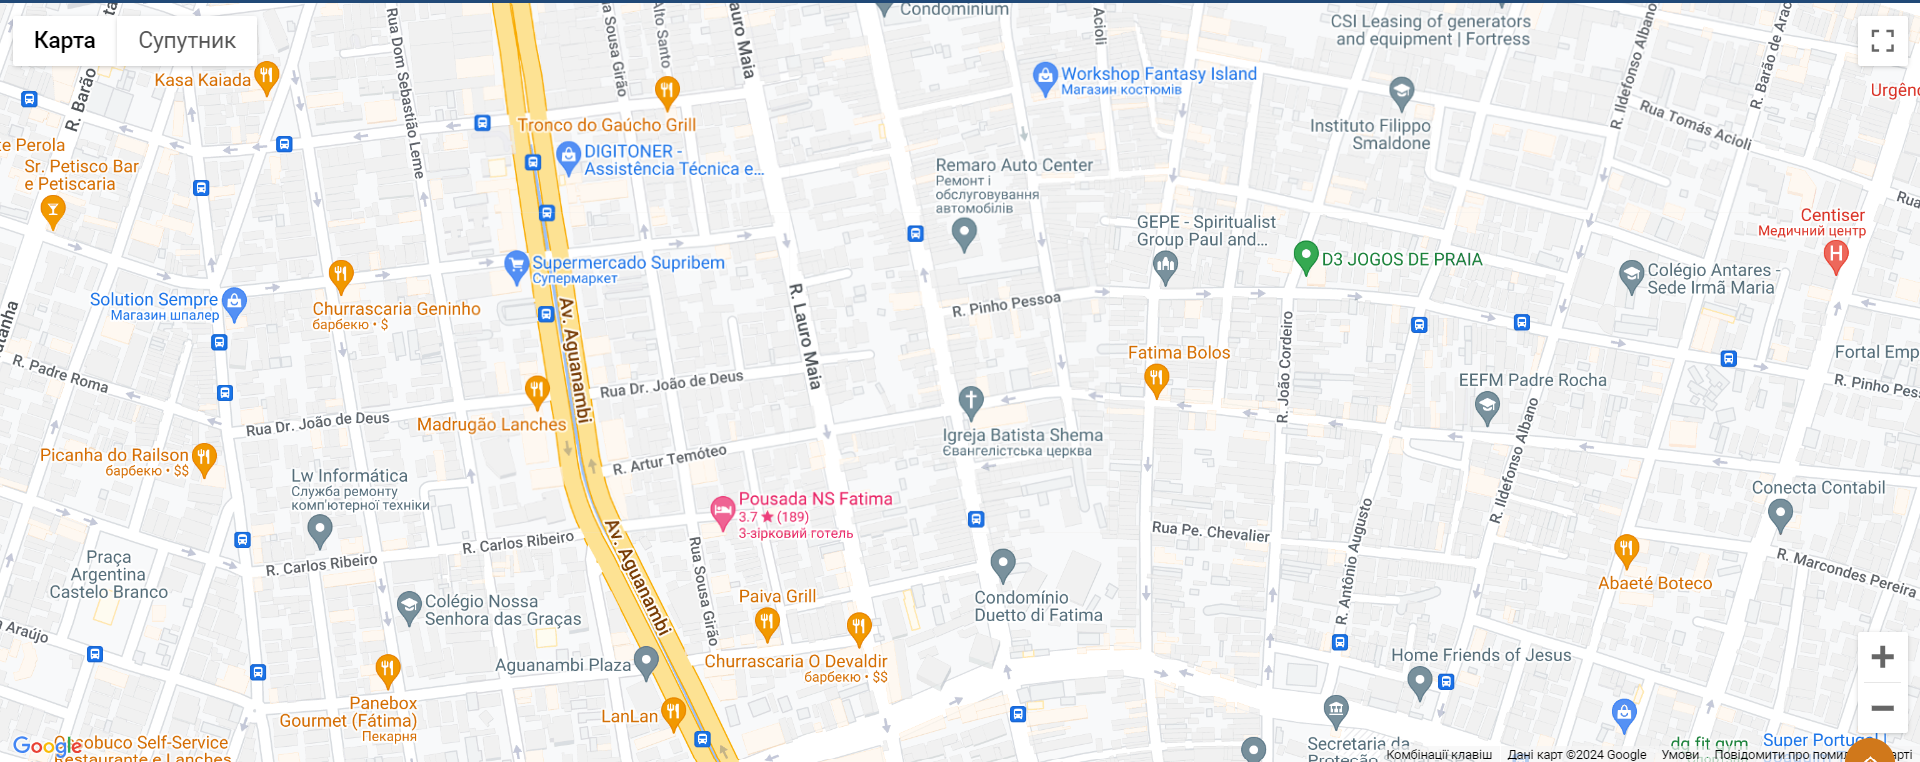 Карта
Супутник
Kasa Kaiada
R. Barão
Rua Dom Sebastião Leme
Sousa Girão
Alto Santo
Lauro Maia
Condominium
Acioli
CSI Leasing of generators
and equipment | Fortress
R. Ildefonso Albano
R. Barão de Arac
Workshop Fantasy Island
Магазин костюмів
Urgênc
Tronco do Gaúcho Grill
Instituto Filippo
Smaldone
Rua Tomás Acioli
te Perola
Sr. Petisco Bar
e Petiscaria
DIGITONER -
Assistência Técnica e...
Remaro Auto Center
Ремонт і
обслуговування
автомобілів
Rua
GEPE - Spiritualist
Group Paul and...
Centiser
Медичний центр
D3 JOGOS DE PRAIA
Supermercado Supribem
Супермаркет
Colégio Antares -
Sede Irmã Maria
Solution Sempre
Магазин шпалер
Churrascaria Geninho
барбекю • $
R. Pinho Pessoa
Av. Aguanambi
R. Lauro Maia
R. João Cordeiro
Fatima Bolos
Fortal Emp
R. Padre Roma
Rua Dr. João de Deus
EEFM Padre Rocha
R. Pinho Pess
Rua Dr. João de Deus
Madrugão Lanches
Igreja Batista Shema
Євангелістська церква
R. Ildefonso Albano
Picanha do Railson
барбекю • $$
R. Artur Temóteo
Lw Informática
Служба ремонту
комп'ютерної техніки
Pousada NS Fatima
3.7 ★ (189)
3-зірковий готель
Conecta Contabil
R. Carlos Ribeiro
Av. Aguanambi
Rua Pe. Chevalier
R. Antônio Augusto
Praça
Argentina
Castelo Branco
R. Carlos Ribeiro
Rua Sousa Girão
R. Marcondes Pereira
Abaeté Boteco
Colégio Nossa
Senhora das Graças
Paiva Grill
Condomínio
Duetto di Fatima
a Araújo
Aguanambi Plaza
Churrascaria O Devaldir
барбекю • $$
Home Friends of Jesus
Panebox
Gourmet (Fátima)
Пекарня
LanLan
Google
Ossobuco Self-Service
Restaurante e Lanches
Secretaria da
Proteção
dg fit gym
Super Portugal
Комбінації клавіш
Дані карт ©2024 Google
Умови
Повідомити про помил
арті